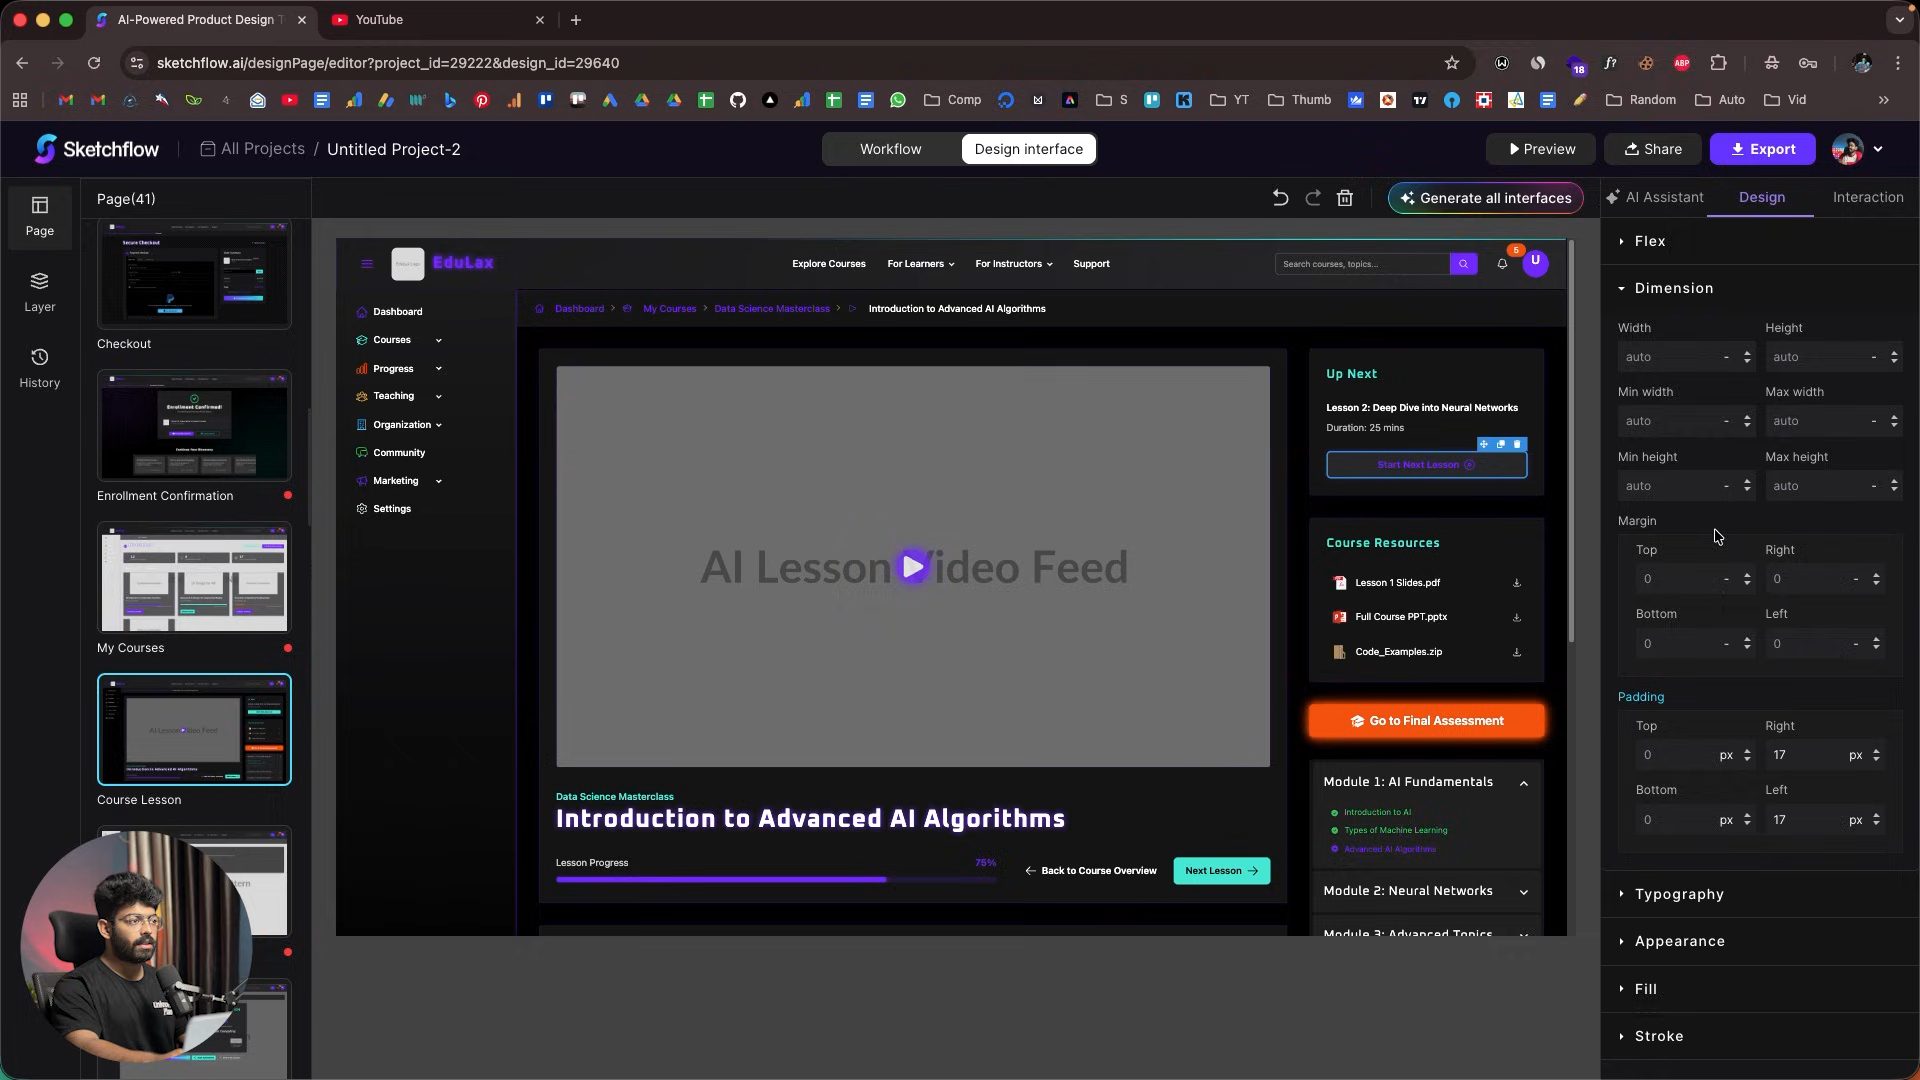 AI-Powered Product Design T
YouTube
sketchflow.ai/designPage/editor?project_id=29222&design_id=29640
18
f?
ABP
Comp
S
YT
Thumb
Random
Auto
Vid
Sketchflow
All Projects / Untitled Project-2
Workflow
Design interface
Preview
Share
Export
Page
Layer
History
Page(41)
Secure Checkout
Checkout
Enrollment Confirmed!
Enrollment Confirmation
My Courses
Course Lesson
Generate all interfaces
EduLax
Explore Courses
For Learners
For Instructors
Support
Search courses, topics...
5
U
Dashboard
Courses
Progress
Teaching
Organization
Community
Marketing
Settings
Dashboard > My Courses > Data Science Masterclass > Introduction to Advanced AI Algorithms
AI Lesson Video Feed
Data Science Masterclass
Introduction to Advanced AI Algorithms
Lesson Progress
75%
Back to Course Overview
Next Lesson
Up Next
Lesson 2: Deep Dive into Neural Networks
Duration: 25 mins
Start Next Lesson
Course Resources
Lesson 1 Slides.pdf
Full Course PPT.pptx
Code_Examples.zip
Go to Final Assessment
Module 1: AI Fundamentals
Introduction to AI
Types of Machine Learning
Advanced AI Algorithms
Module 2: Neural Networks
Module 3: Advanced Topics
AI Assistant
Design
Interaction
Flex
Dimension
Width
Height
auto -
auto -
Min width
Max width
auto -
auto -
Min height
Max height
auto -
auto -
Margin
Top
Right
0 -
0 -
Bottom
Left
0 -
0 -
Padding
Top
Right
0 px
17 px
Bottom
Left
0 px
17 px
Typography
Appearance
Fill
Stroke